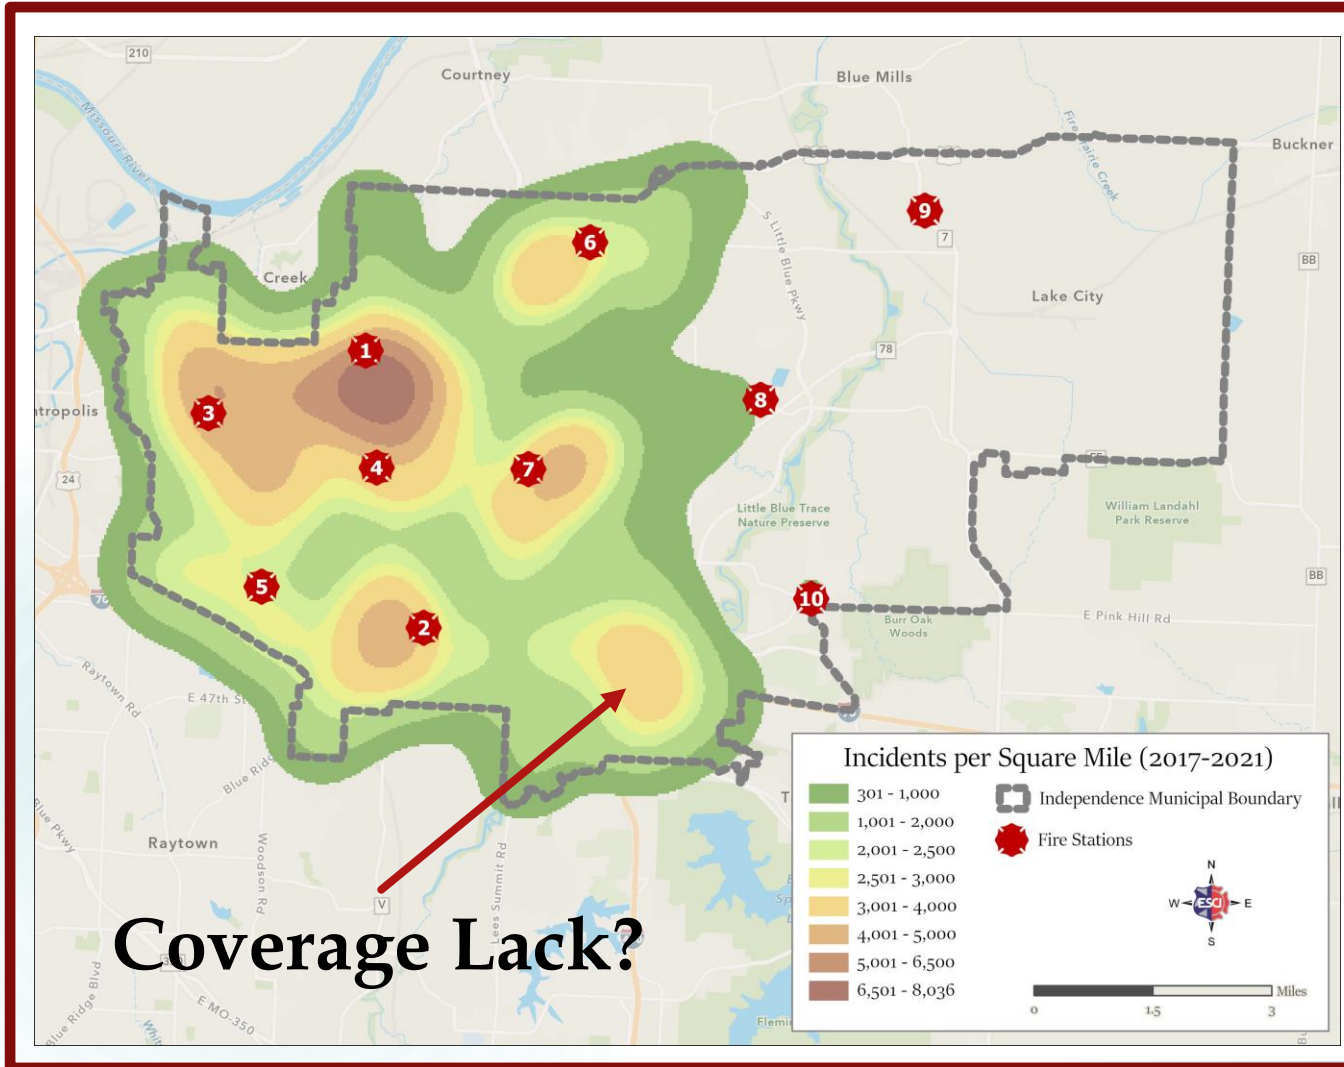 210
Courtney
Blue Mills
Missouri River
Fire Prairie Creek
Buckner
9
7
6
S Little Blue Pkwy
BB
Creek
Lake City
1
78
3
8
ntropolis
4
7
24
Little Blue Trace
Nature Preserve
William Landahl
Park Reserve
5
10
BB
70
2
Burr Oak
Woods
E Pink Hill Rd
Raytown Rd
E 47th St
Blue Ridge
Incidents per Square Mile (2017-2021)
301 - 1,000
1,001 - 2,000
2,001 - 2,500
2,501 - 3,000
3,001 - 4,000
4,001 - 5,000
5,001 - 6,500
6,501 - 8,036
Independence Municipal Boundary
Fire Stations
N
W
ESCI
E
S
Miles
0
1.5
3
Blue Pkwy
Raytown
Woodson Rd
Lees Summit Rd
V
Coverage Lack?
Blue Ridge Blvd
E MO-350
Whit
Flemi